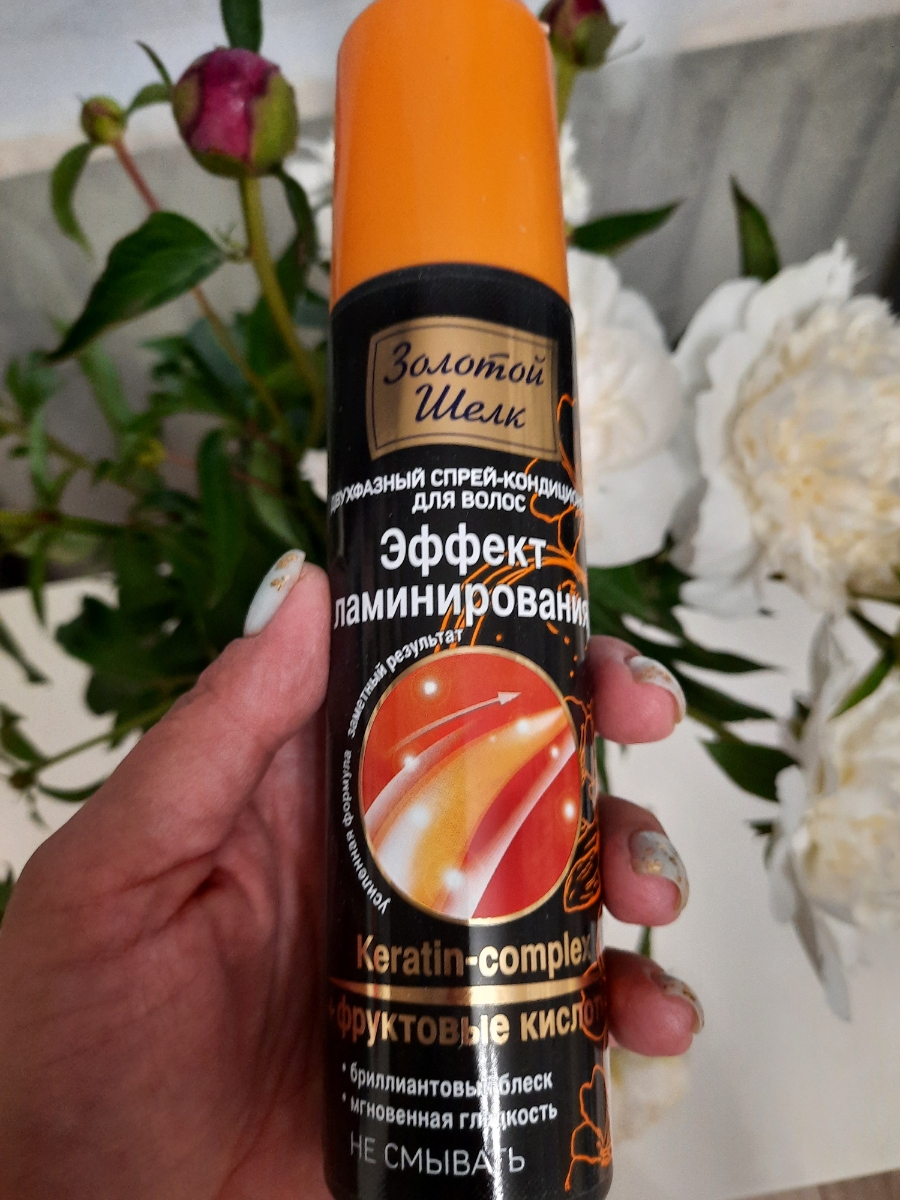 Золотой
Шелк
ДВУХФАЗНЫЙ СПРЕЙ-КОНДИЦИОН
ДЛЯ ВОЛОС
Эффект
ламинирования
усиленная формула заметный результат
Keratin-complex
+фруктовые кислоты
• бриллиантовый блеск
• мгновенная гладкость
НЕ СМЫВАТЬ